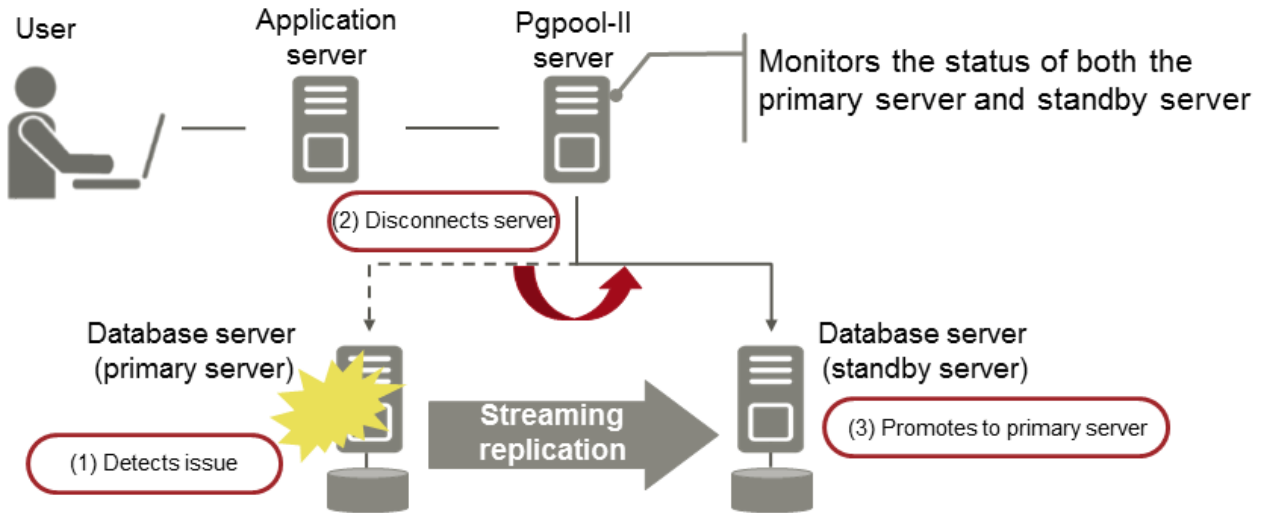 User
Application
server
Pgpool-II
server
Monitors the status of both the
primary server and standby server
(2) Disconnects server
Database server
(primary server)
Database server
(standby server)
Streaming
replication
(3) Promotes to primary server
(1) Detects issue